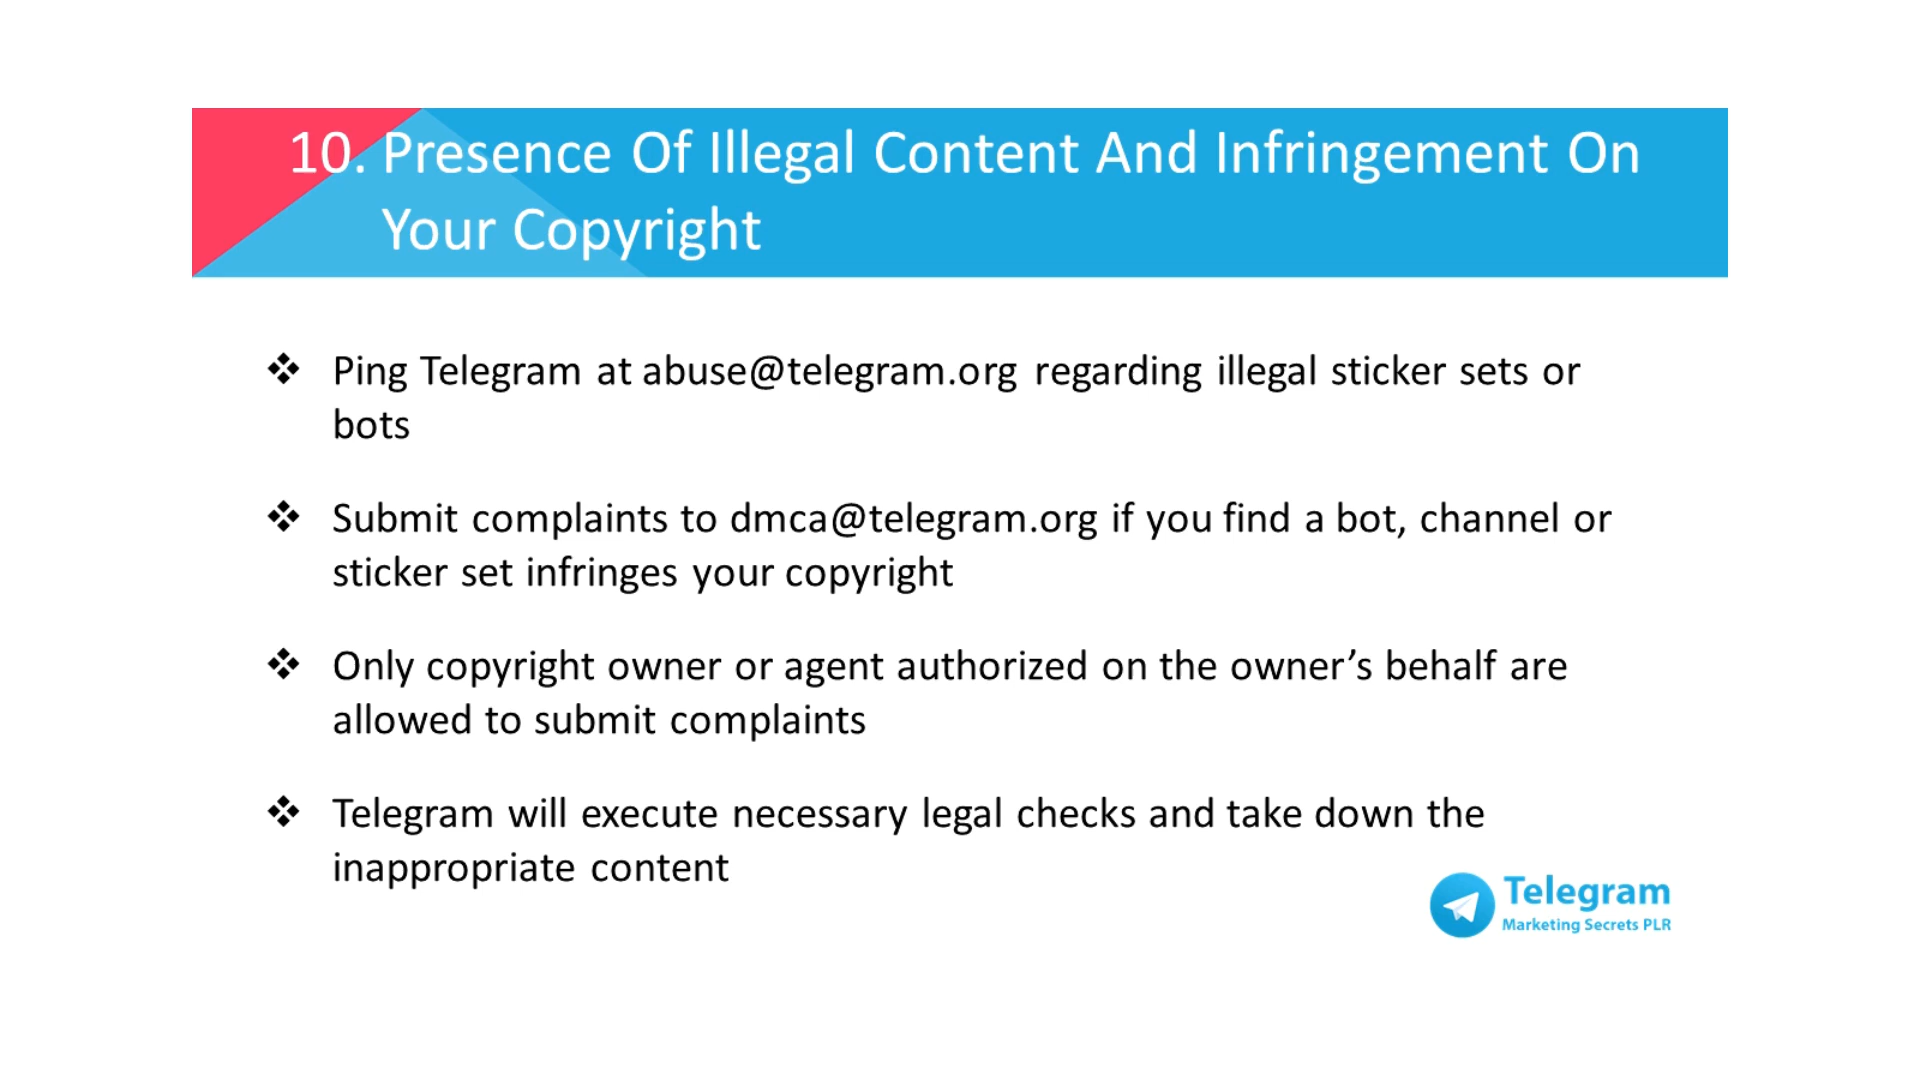 10. Presence Of Illegal Content And Infringement On
Your Copyright
❖ Ping Telegram at abuse@telegram.org regarding illegal sticker sets or
bots
❖ Submit complaints to dmca@telegram.org if you find a bot, channel or
sticker set infringes your copyright
❖ Only copyright owner or agent authorized on the owner’s behalf are
allowed to submit complaints
❖ Telegram will execute necessary legal checks and take down the
inappropriate content
Telegram
Marketing Secrets PLR